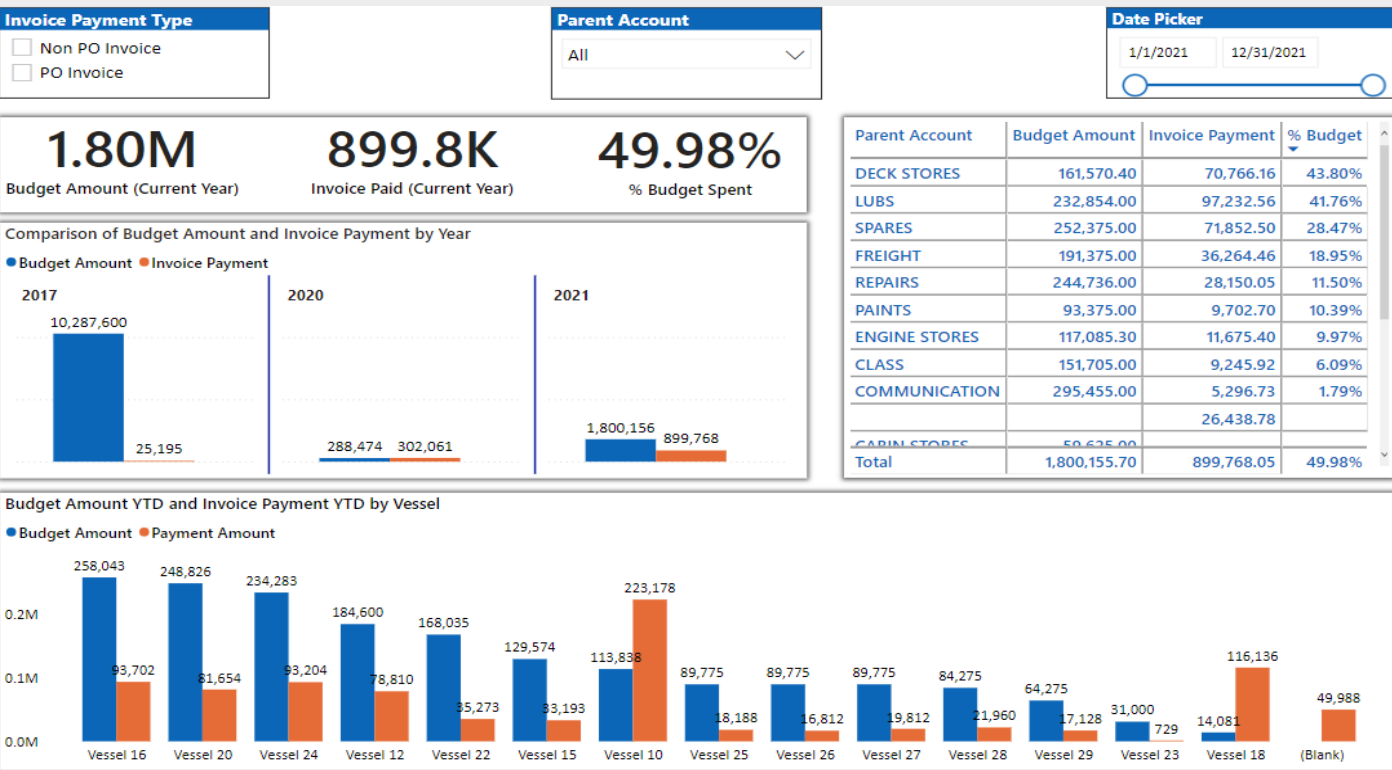 Invoice Payment Type
Non PO Invoice
PO Invoice
Parent Account
All
Date Picker
1/1/2021 12/31/2021
1.80M
Budget Amount (Current Year)
899.8K
Invoice Paid (Current Year)
49.98%
% Budget Spent
Comparison of Budget Amount and Invoice Payment by Year
Budget Amount Invoice Payment
2017 2020 2021
10,287,600 25,195
288,474 302,061
1,800,156 899,768
Parent Account Budget Amount Invoice Payment % Budget
DECK STORES 161,570.40 70,766.16 43.80%
LUBS 232,854.00 97,232.56 41.76%
SPARES 252,375.00 71,852.50 28.47%
FREIGHT 191,375.00 36,264.46 18.95%
REPAIRS 244,736.00 28,150.05 11.50%
PAINTS 93,375.00 9,702.70 10.39%
ENGINE STORES 117,085.30 11,675.40 9.97%
CLASS 151,705.00 9,245.92 6.09%
COMMUNICATION 295,455.00 5,296.73 1.79%
26,438.78
CABIN STORES 59,625.00
Total 1,800,155.70 899,768.05 49.98%
Budget Amount YTD and Invoice Payment YTD by Vessel
Budget Amount Payment Amount
0.2M
0.1M
0.0M
258,043 93,702
248,826 81,654
234,283 93,204
184,600 78,810
168,035 35,273
129,574 33,193
113,838 223,178
89,775 18,188
89,775 16,812
89,775 19,812
84,275 21,960
64,275 17,128
31,000 729
14,081 116,136
49,988
Vessel 16 Vessel 20 Vessel 24 Vessel 12 Vessel 22 Vessel 15 Vessel 10 Vessel 25 Vessel 26 Vessel 27 Vessel 28 Vessel 29 Vessel 23 Vessel 18 (Blank)